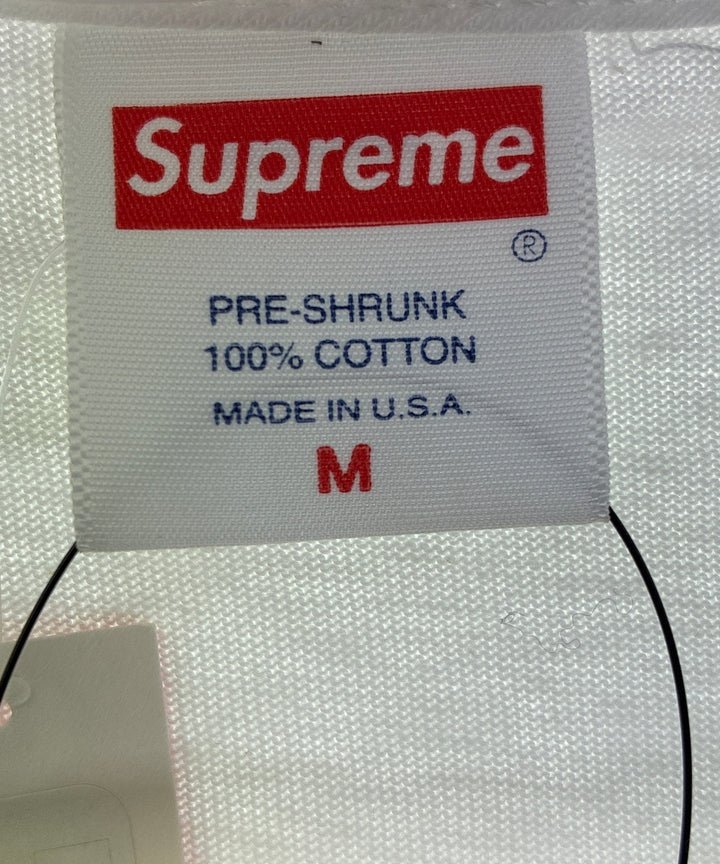 Supreme
®
PRE-SHRUNK
100% COTTON
MADE IN U.S.A.
M